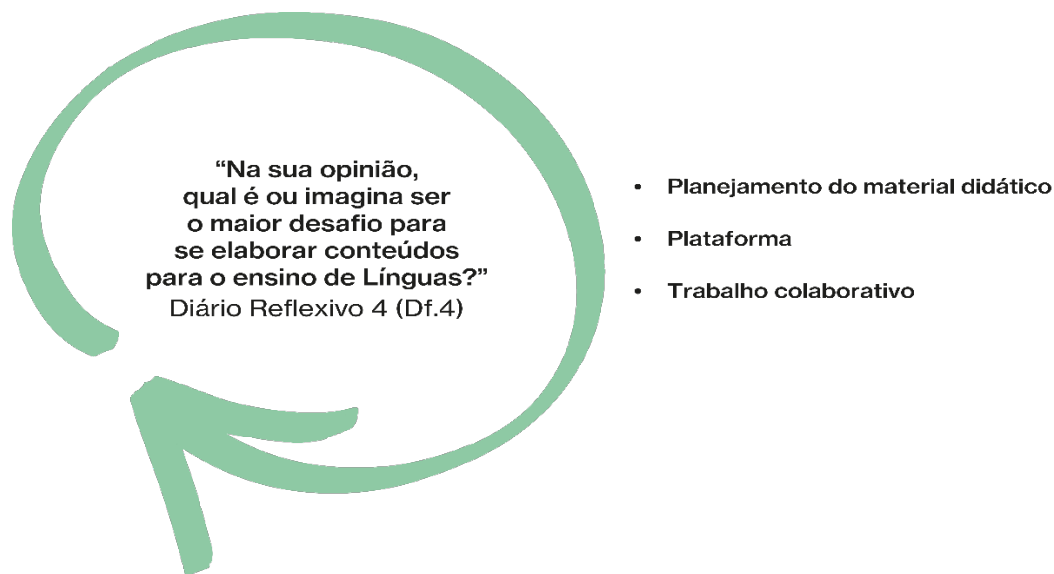 “Na sua opinião,
qual é ou imagina ser
o maior desafio para
se elaborar conteúdos
para o ensino de Línguas?”
Diário Reflexivo 4 (Df.4)
• Planejamento do material didático
• Plataforma
• Trabalho colaborativo